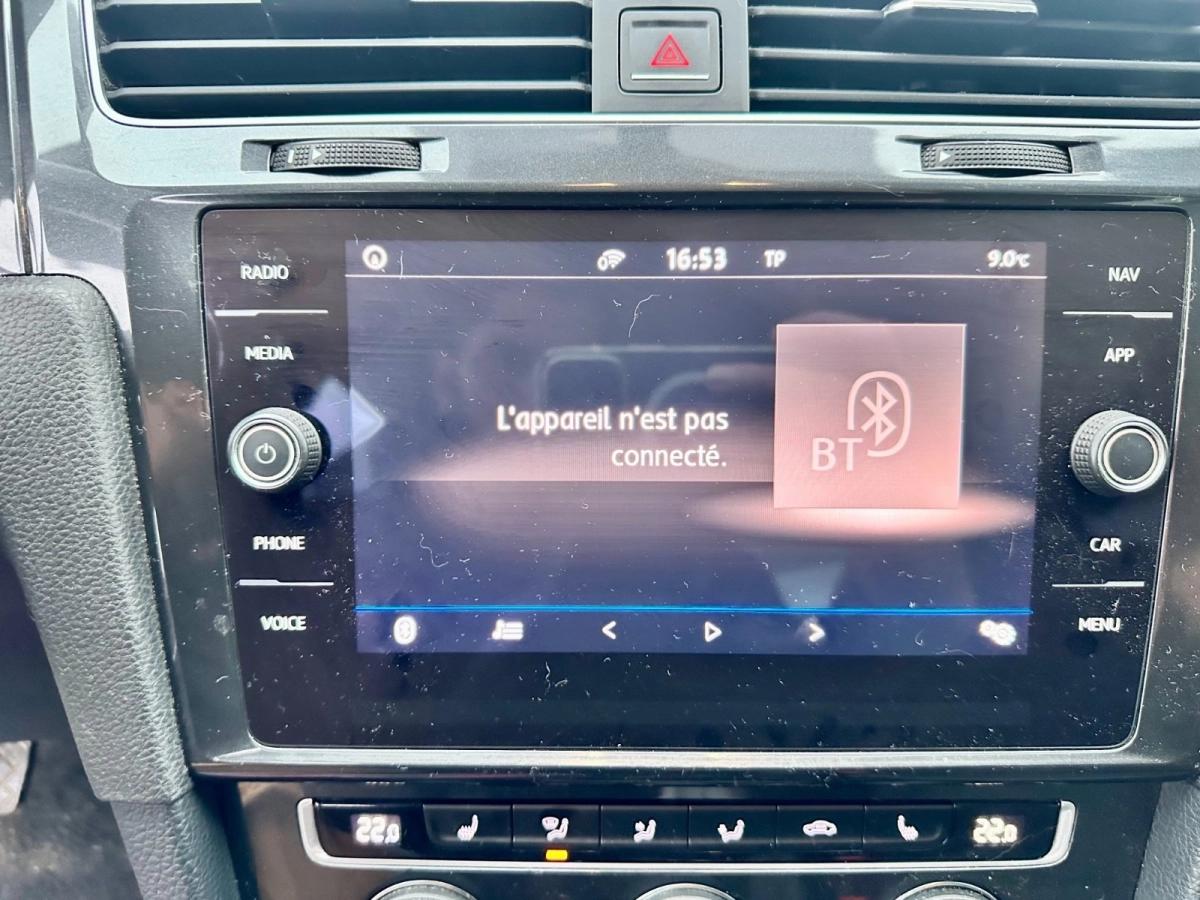 16:53 TP 9.0°C
RADIO
NAV
MEDIA
APP
L'appareil n'est pas
connecté.
BT
PHONE
CAR
VOICE
MENU
22.0 22.0